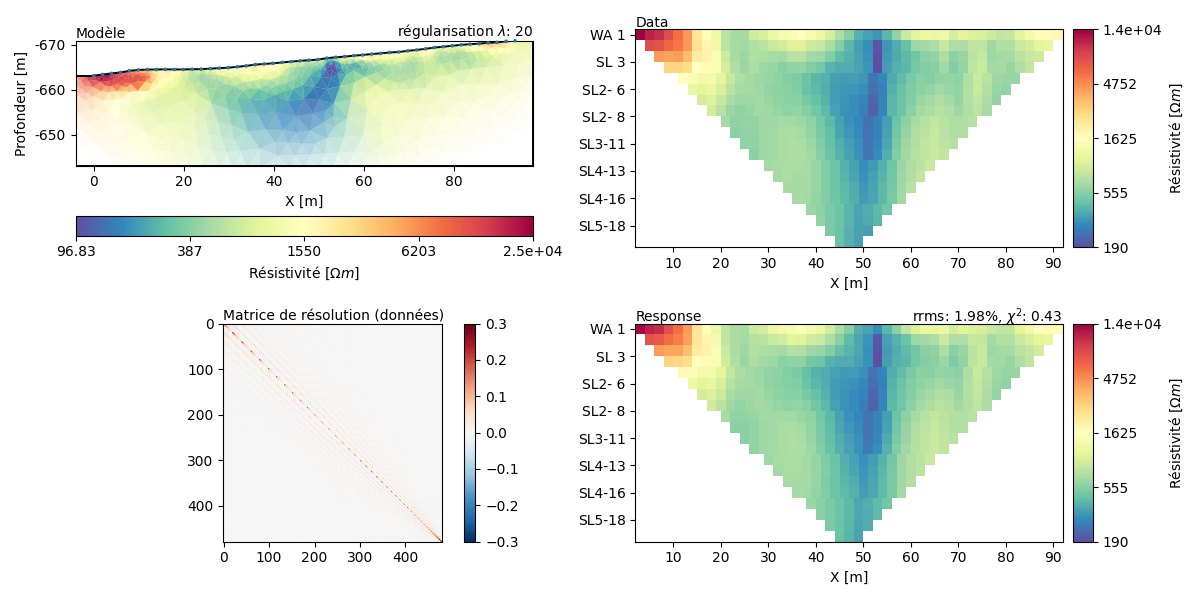 Modèle régularisation λ: 20
-670
-660
-650
Profondeur [m]
0 20 40 60 80
X [m]
96.83 387 1550 6203 2.5e+04
Résistivité [Ωm]
Data
WA 1
SL 3
SL2- 6
SL2- 8
SL3-11
SL4-13
SL4-16
SL5-18
10 20 30 40 50 60 70 80 90
X [m]
1.4e+04
4752
1625
555
190
Résistivité [Ωm]
Matrice de résolution (données)
0
100
200
300
400
0 100 200 300 400
0.3
0.2
0.1
0.0
−0.1
−0.2
−0.3
Response rrms: 1.98%, χ²: 0.43
WA 1
SL 3
SL2- 6
SL2- 8
SL3-11
SL4-13
SL4-16
SL5-18
10 20 30 40 50 60 70 80 90
X [m]
1.4e+04
4752
1625
555
190
Résistivité [Ωm]